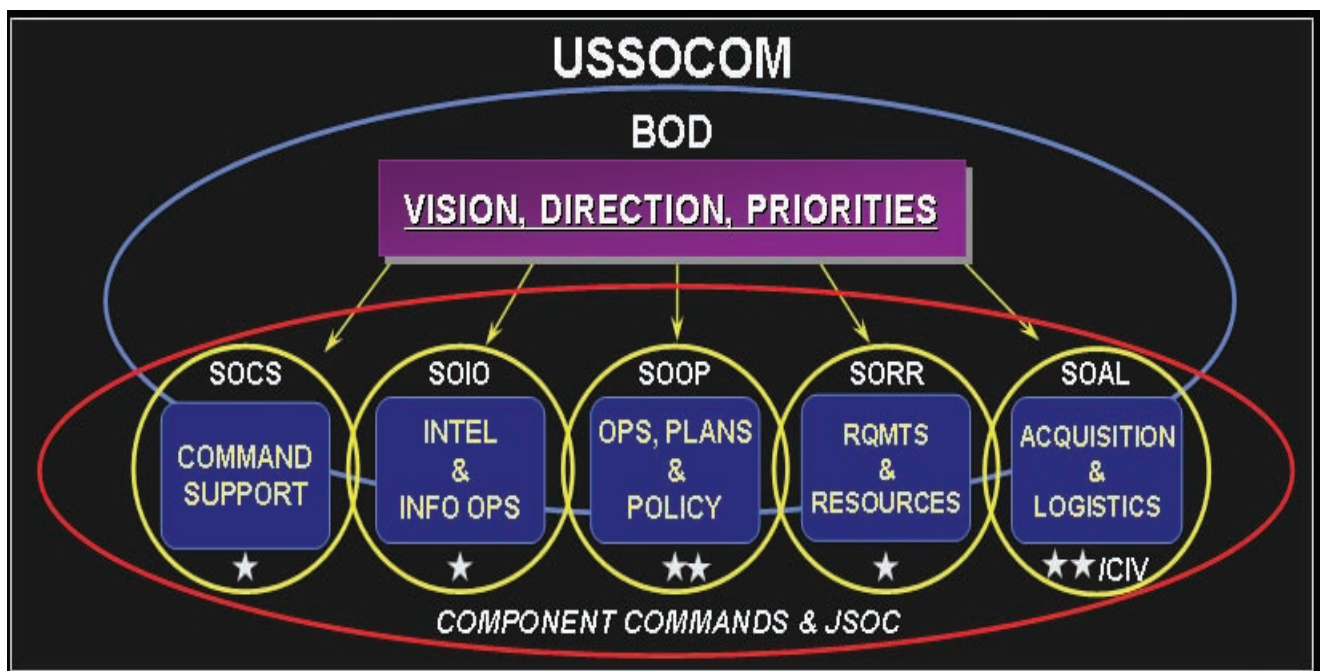 USSOCOM
BOD
VISION, DIRECTION, PRIORITIES
SOCS
COMMAND
SUPPORT
SOIO
INTEL
&
INFO OPS
SOOP
OPS, PLANS
&
POLICY
SORR
RQMTS
&
RESOURCES
SOAL
ACQUISITION
&
LOGISTICS
/CIV
COMPONENT COMMANDS & JSOC